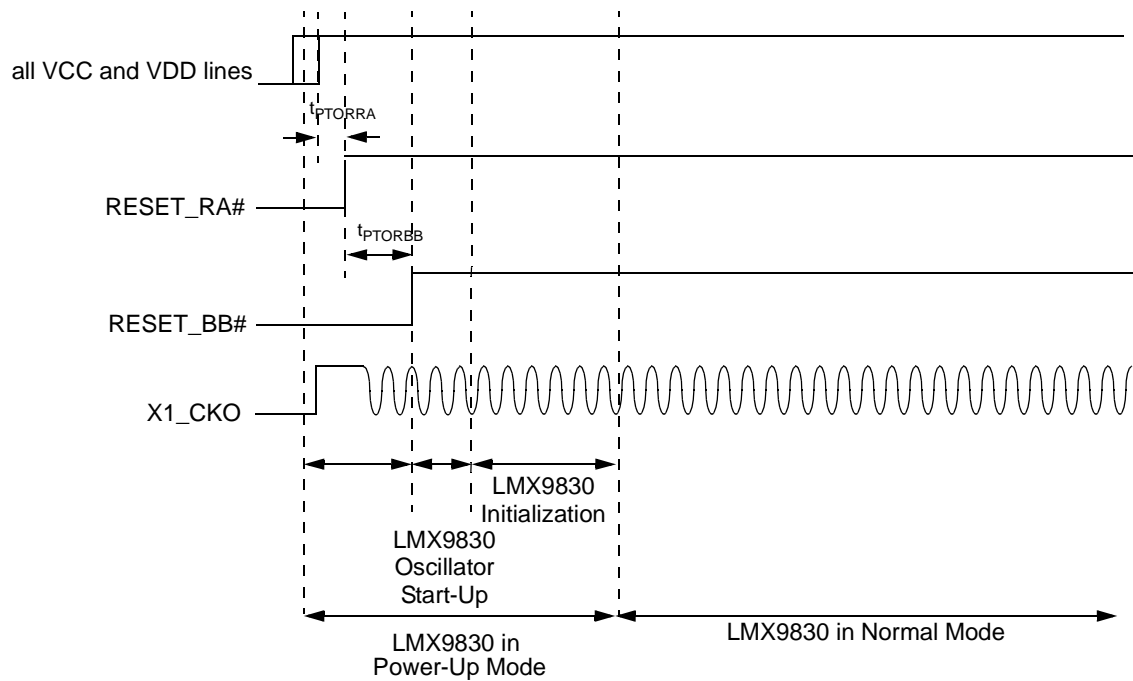 all VCC and VDD lines
tPTORRA
RESET_RA#
tPTORBB
RESET_BB#
X1_CKO
LMX9830
Initialization
LMX9830
Oscillator
Start-Up
LMX9830 in
Power-Up Mode
LMX9830 in Normal Mode